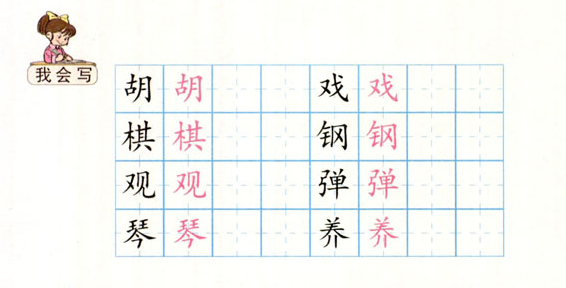 我会写
胡 胡 戏 戏
棋 棋 钢 钢
观 观 弹 弹
琴 琴 养 养